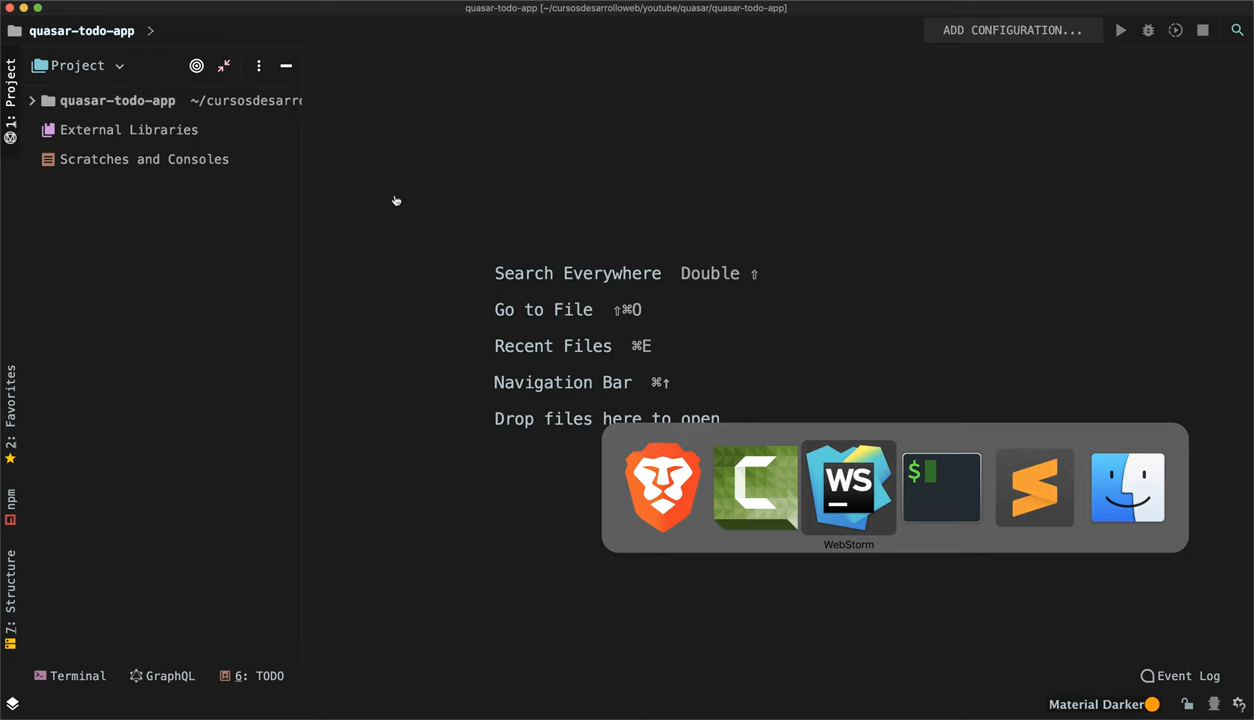 quasar-todo-app [~/cursosdesarrolloweb/youtube/quasar/quasar-todo-app]
quasar-todo-app
ADD CONFIGURATION...
1: Project
Project
quasar-todo-app ~/cursosdesarro
External Libraries
Scratches and Consoles
Search Everywhere Double ⇧
Go to File ⇧⌘O
Recent Files ⌘E
Navigation Bar ⌘↑
Drop files here to open
WS
$
WebStorm
2: Favorites
npm
7: Structure
Terminal
GraphQL
6: TODO
Event Log
Material Darker